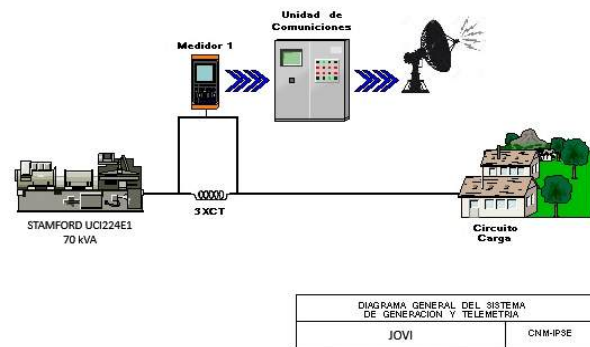 Unidad de
Comuniciones
Medidor 1
3XCT
STAMFORD UCI224E1
70 kVA
Circuito
Carga
DIAGRAMA GENERAL DEL SISTEMA
DE GENERACION Y TELEMETRIA
JOVI
CNM-IPSE